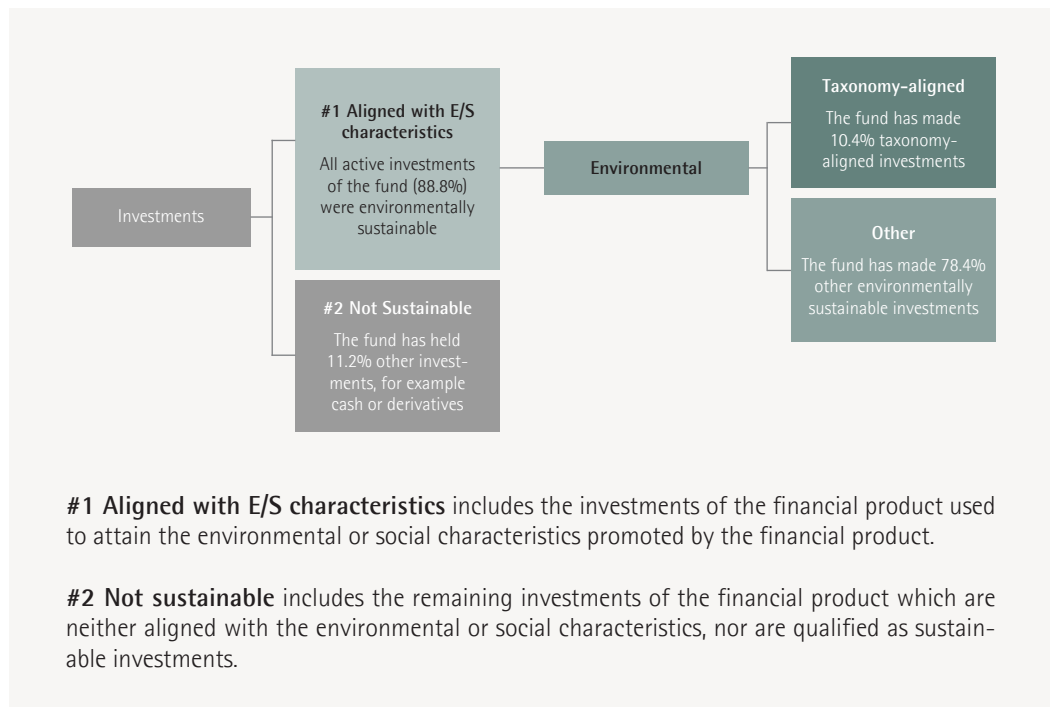 Investments
#1 Aligned with E/S
characteristics
All active investments
of the fund (88.8%)
were environmentally
sustainable
#2 Not Sustainable
The fund has held
11.2% other invest-
ments, for example
cash or derivatives
Environmental
Taxonomy-aligned
The fund has made
10.4% taxonomy-
aligned investments
Other
The fund has made 78.4%
other environmentally
sustainable investments
#1 Aligned with E/S characteristics includes the investments of the financial product used
to attain the environmental or social characteristics promoted by the financial product.
#2 Not sustainable includes the remaining investments of the financial product which are
neither aligned with the environmental or social characteristics, nor are qualified as sustain-
able investments.